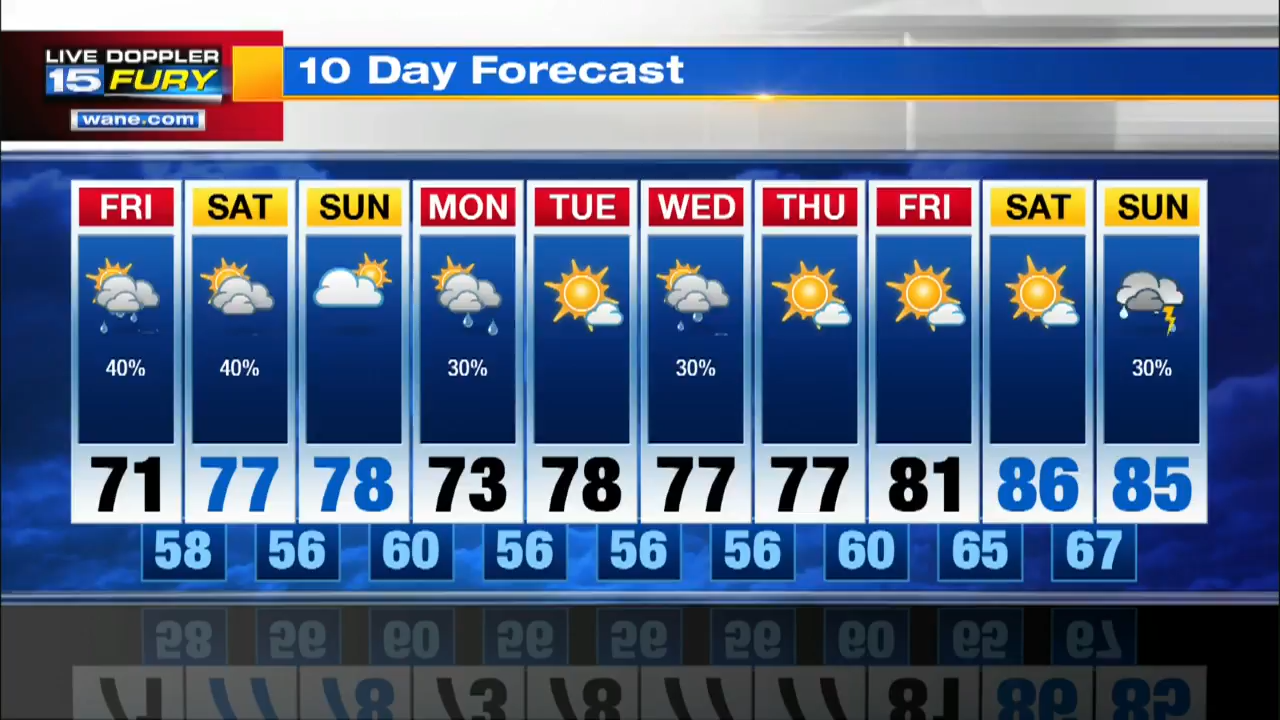 LIVE DOPPLER
15 FURY
wane.com
10 Day Forecast
FRI SAT SUN MON TUE WED THU FRI SAT SUN
40% 40% 30% 30% 30%
71 77 78 73 78 77 77 81 86 85
58 56 60 56 56 56 60 65 67